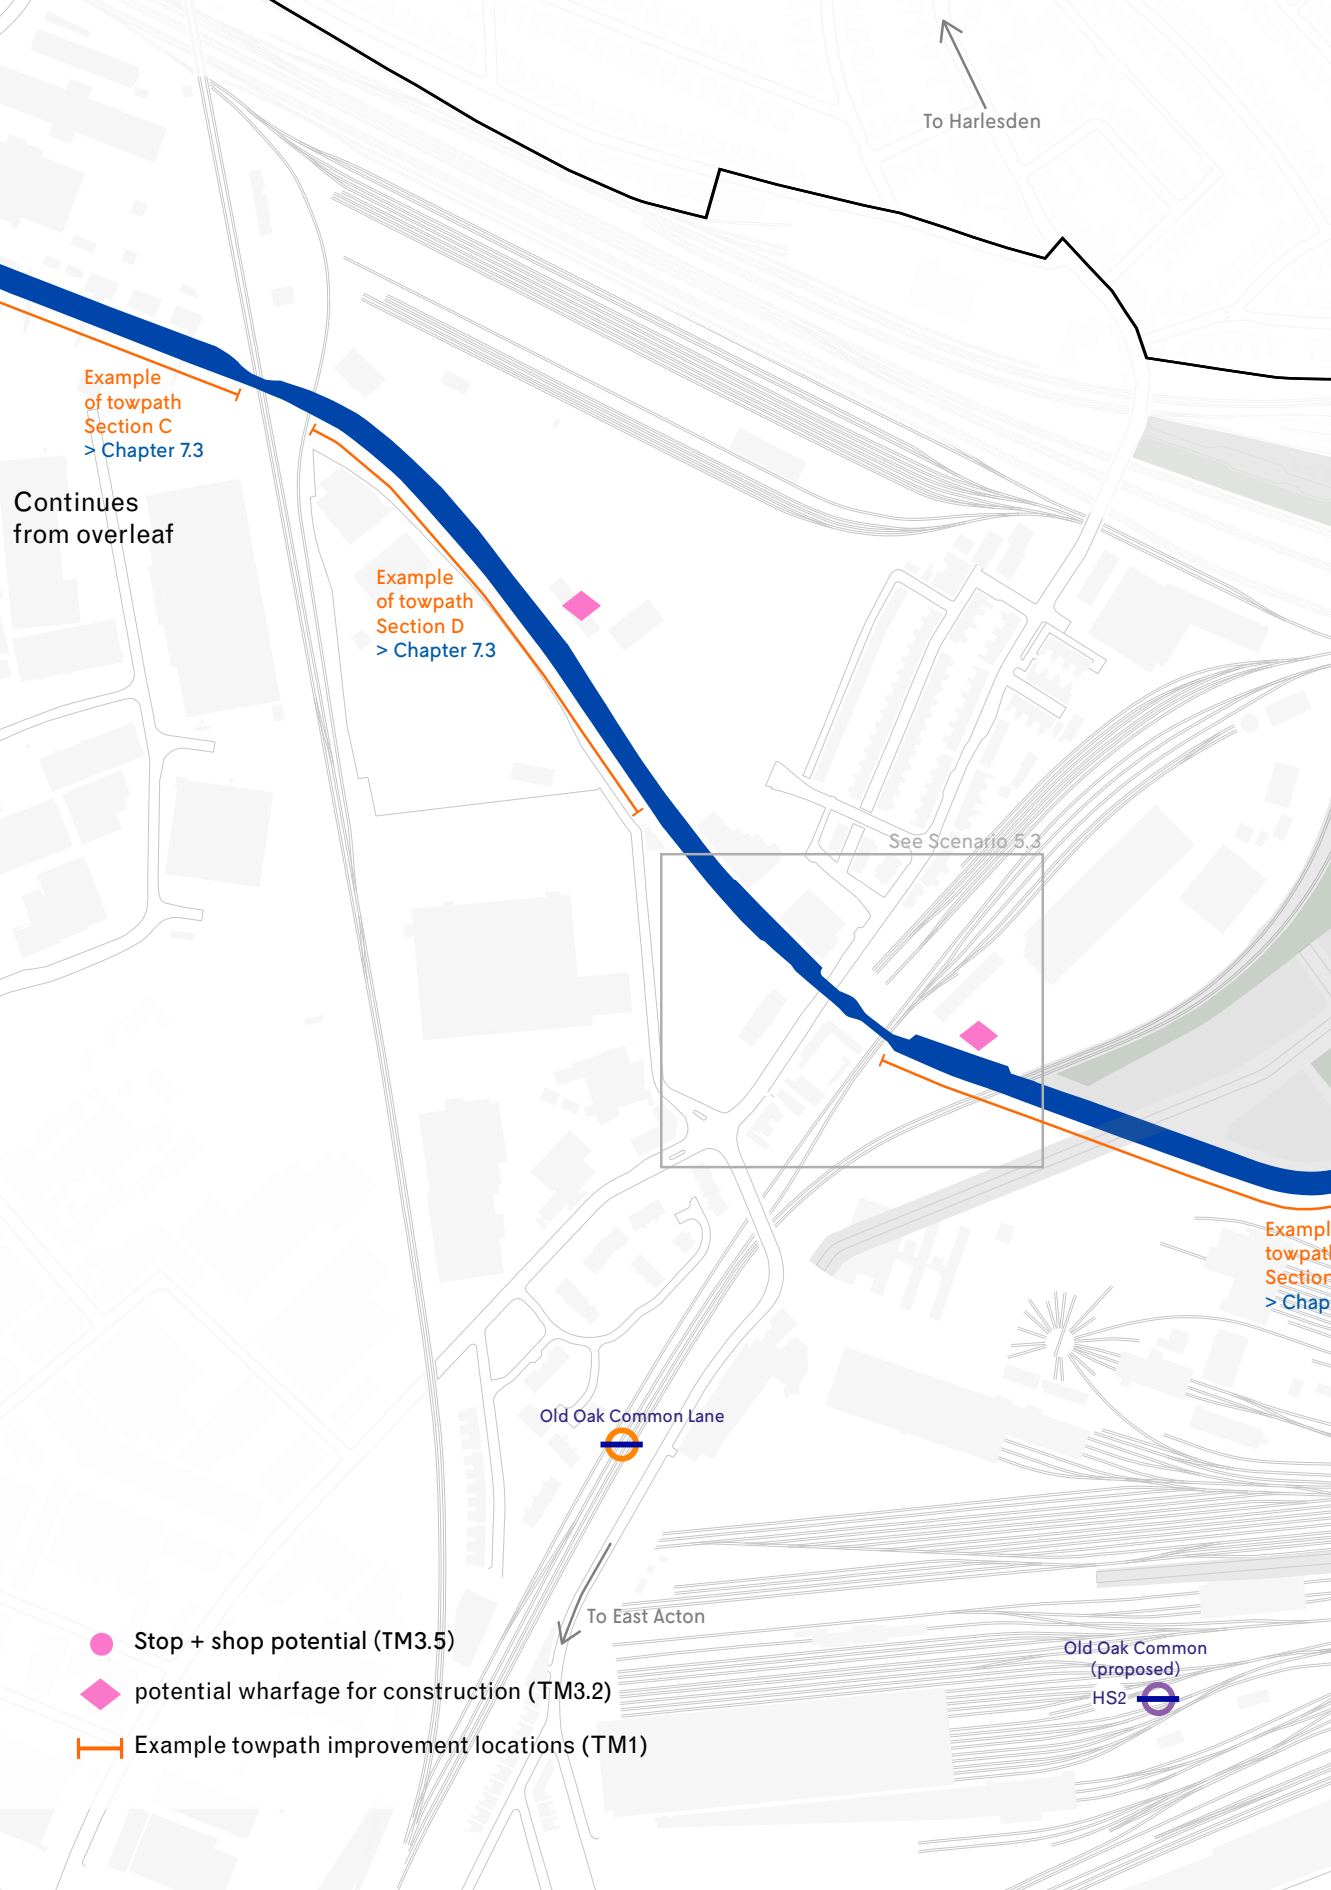 To Harlesden
Example
of towpath
Section C
> Chapter 7.3
Continues
from overleaf
Example
of towpath
Section D
> Chapter 7.3
See Scenario 5.3
Exampl
towpath
Section
> Chap
Old Oak Common Lane
To East Acton
Old Oak Common
(proposed)
HS2
Stop + shop potential (TM3.5)
potential wharfage for construction (TM3.2)
Example towpath improvement locations (TM1)